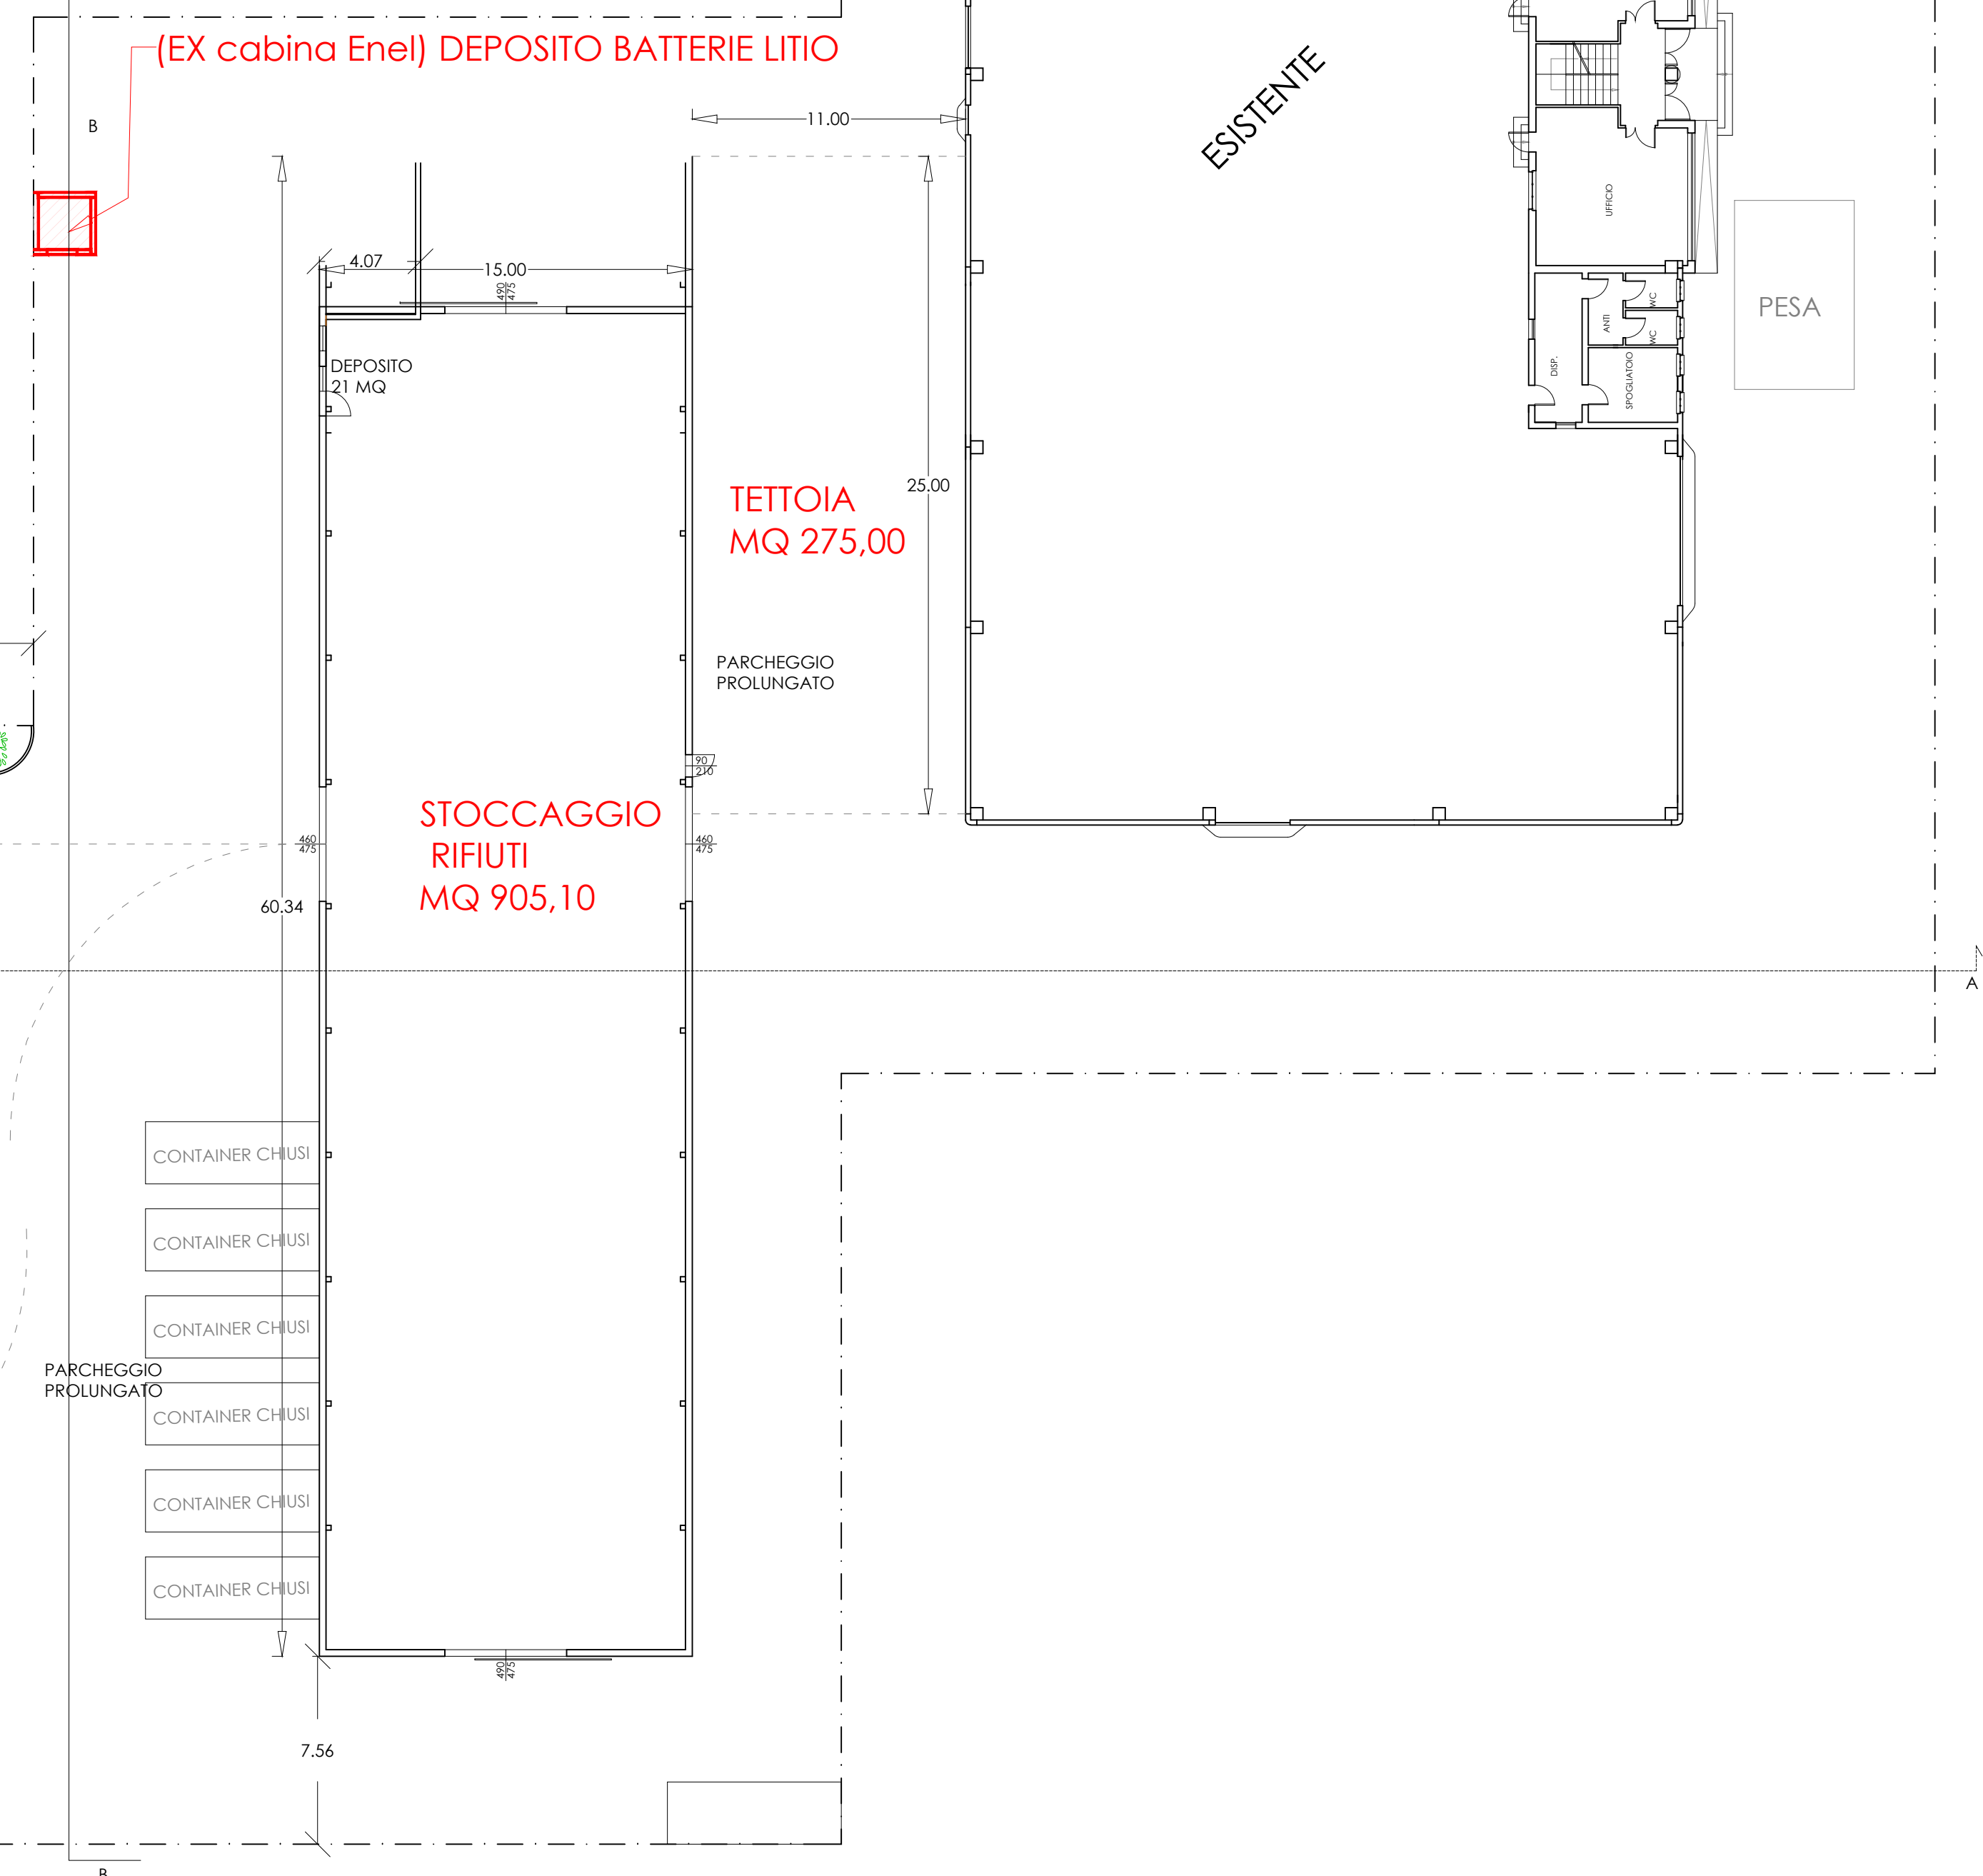 (EX cabina Enel) DEPOSITO BATTERIE LITIO
B
11.00
ESISTENTE
UFFICIO
4.07
15.00
490
475
PESA
WC
ANTI
WC
DISP.
SPOGLIATOIO
DEPOSITO
21 MQ
TETTOIA
MQ 275,00
25.00
PARCHEGGIO
PROLUNGATO
90
210
STOCCAGGIO
RIFIUTI
MQ 905,10
460
475
460
475
60.34
A
CONTAINER CHIUSI
CONTAINER CHIUSI
CONTAINER CHIUSI
PARCHEGGIO
PROLUNGATO
CONTAINER CHIUSI
CONTAINER CHIUSI
CONTAINER CHIUSI
490
475
7.56
B